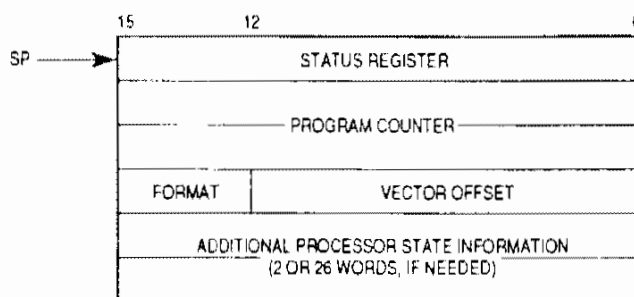 15 12
SP STATUS REGISTER
PROGRAM COUNTER
FORMAT VECTOR OFFSET
ADDITIONAL PROCESSOR STATE INFORMATION
(2 OR 26 WORDS, IF NEEDED)